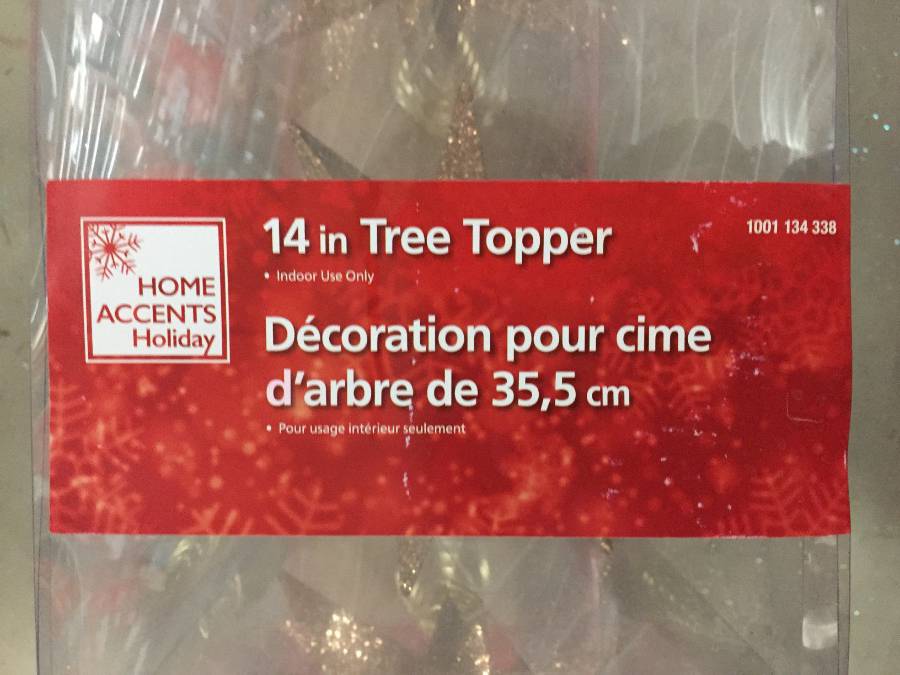 HOME
ACCENTS
Holiday
14 in Tree Topper
• Indoor Use Only
1001 134 338
Décoration pour cime
d'arbre de 35,5 cm
• Pour usage intérieur seulement